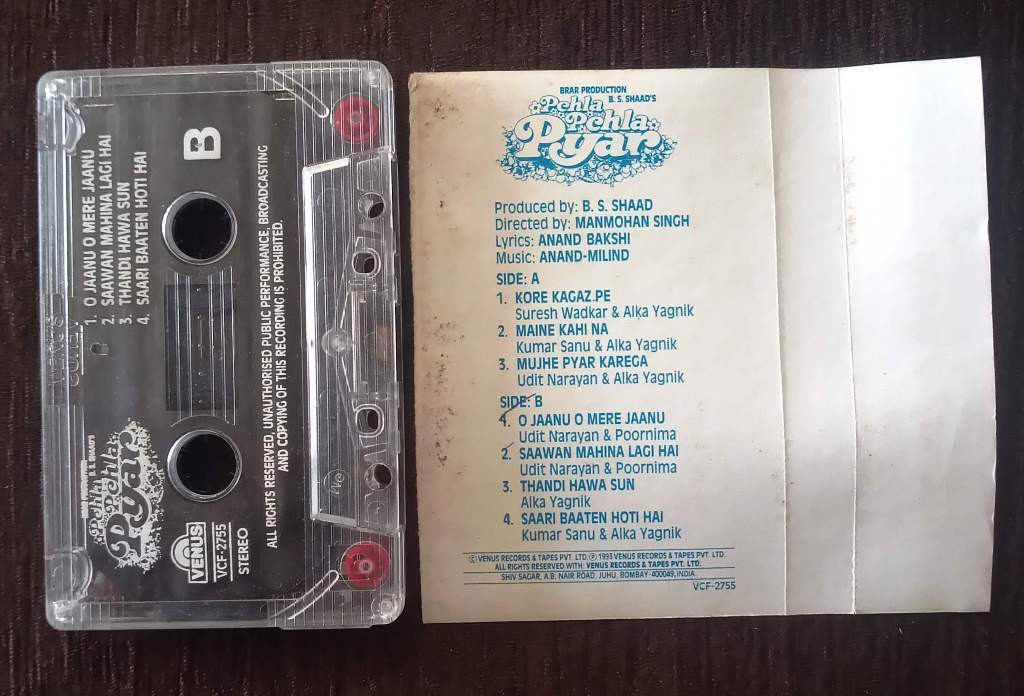 B
1. O JAANU O MERE JAANU
2. SAAWAN MAHINA LAGI HAI
3. THANDI HAWA SUN
4. SAARI BAATEN HOTI HAI
B. S. SHAAD'S
Pehla
Pehla
Pyar
VENUS
VCF-2755
STEREO
ALL RIGHTS RESERVED, UNAUTHORISED PUBLIC PERFORMANCE, BROADCASTING
AND COPYING OF THIS RECORDING IS PROHIBITED.
BRAR PRODUCTION
B. S. SHAAD'S
Pehla
Pehla
Pyar
Produced by: B. S. SHAAD
Directed by: MANMOHAN SINGH
Lyrics: ANAND BAKSHI
Music: ANAND-MILIND
SIDE: A
1. KORE KAGAZ.PE
Suresh Wadkar & Alka Yagnik
2. MAINE KAHI NA
Kumar Sanu & Alka Yagnik
3. MUJHE PYAR KAREGA
Udit Narayan & Alka Yagnik
SIDE: B
1. O JAANU O MERE JAANU
Udit Narayan & Poornima
2. SAAWAN MAHINA LAGI HAI
Udit Narayan & Poornima
3. THANDI HAWA SUN
Alka Yagnik
4. SAARI BAATEN HOTI HAI
Kumar Sanu & Alka Yagnik
Ⓒ VENUS RECORDS & TAPES PVT. LTD. Ⓟ 1993 VENUS RECORDS & TAPES PVT. LTD.
ALL RIGHTS RESERVED WITH: VENUS RECORDS & TAPES PVT. LTD.
SHIV SAGAR, A.B. NAIR ROAD, JUHU, BOMBAY-400049, INDIA.
VCF-2755